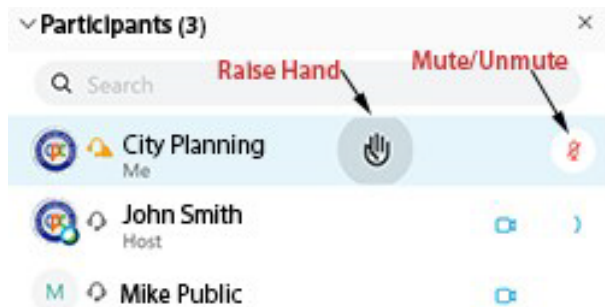 Participants (3)
Search
Raise Hand
Mute/Unmute
City Planning
Me
John Smith
Host
M Mike Public